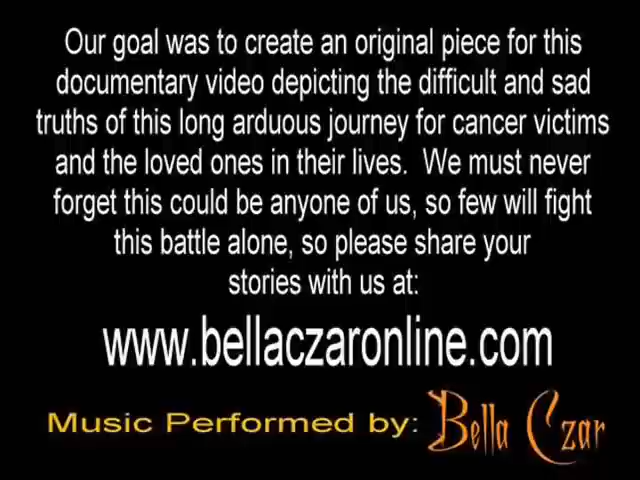 Our goal was to create an original piece for this
documentary video depicting the difficult and sad
truths of this long arduous journey for cancer victims
and the loved ones in their lives.  We must never
forget this could be anyone of us, so few will fight
this battle alone, so please share your
stories with us at:
www.bellaczaronline.com
Music Performed by: Bella Czar